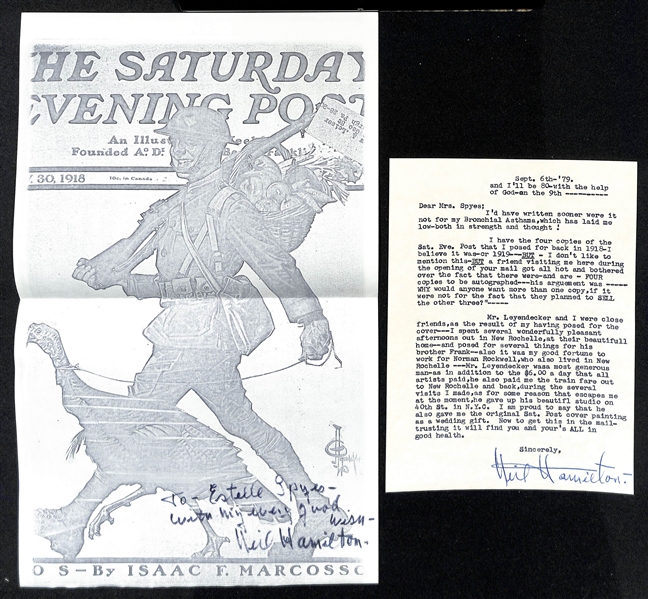 THE SATURDAY
EVENING POST
An Illus
Founded A.D.
Y 30, 1918
10c. in Canada
To- Estelle Spyes-
with my very good
wish-
Neil Hamilton-
O S - By ISAAC F. MARCOSSO
Sept. 6th-'79.
and I'll be 80-with the help
of God-on the 9th ----------
Dear Mrs. Spyes;
I'd have written sooner were it
not for my Bronchial Asthama, which has laid me
low-both in strength and thought !
I have the four copies of the
Sat. Eve. Post that I posed for back in 1918-I
believe it was-or 1919---BUT - I don't like to
mention this-BUT a friend visiting me here during
the opening of your mail got all hot and bothered
over the fact that there were-and are - FOUR
copies to be autographed---his arguement was -----
WHY would anyone want more than one copy,if it
were not for the fact that they planned to SELL
the other three?"-----
Mr. Leyendecker and I were close
friends,as the result of my having posed for the
cover---I spent several wonderfully pleasant
afternoons out in New Rochelle,at their beautifull
home--and posed for several things for his
brother Frank--also it was my good fortune to
work for Norman Rockwell,who also lived in New
Rochelle ---Mr. Leyendecker wasa most generous
man-as in addition to the $6.00 a day that all
artists paid,he also paid me the train fare out
to New Rochelle and back,during the several
visits I made,as for some reason that escapes me
at the moment,he gave up his beautifl studio on
40th St. in N.Y.C. I am proud to say that he
also gave me the original Sat. Post cover painting
as a wedding gift. Now to get this in the mail-
trusting it will find you and your's ALL in
good health.
Sincerely,
Neil Hamilton-